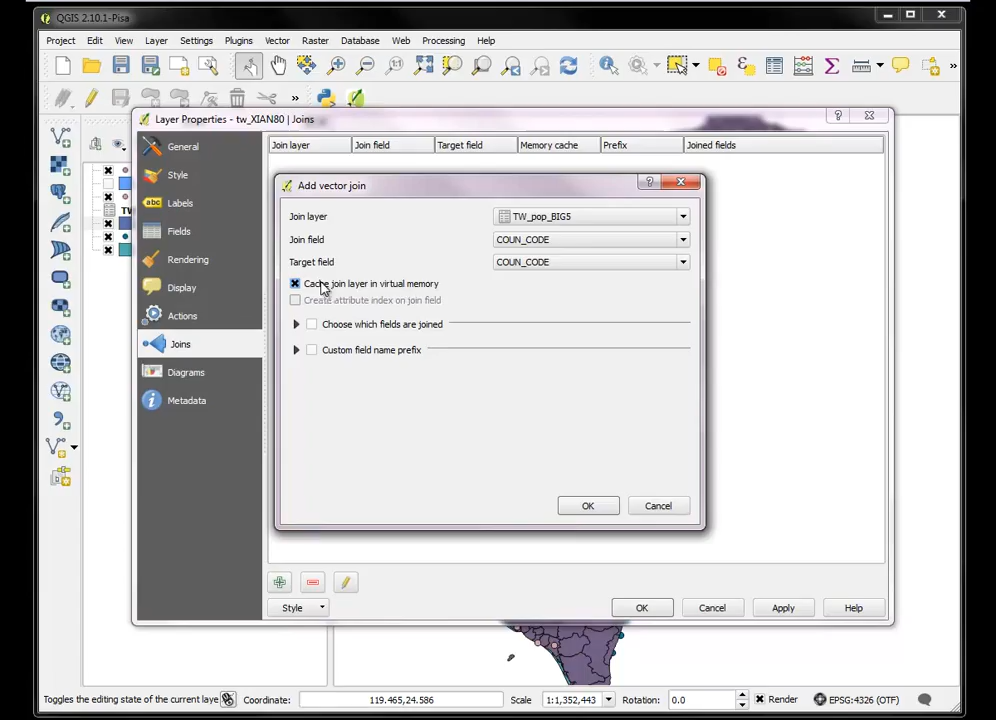 QGIS 2.10.1-Pisa
Project Edit View Layer Settings Plugins Vector Raster Database Web Processing Help
Layer Properties - tw_XIAN80 | Joins
General
Style
Labels
Fields
Rendering
Display
Actions
Joins
Diagrams
Metadata
Join layer Join field Target field Memory cache Prefix Joined fields
Add vector join
Join layer TW_pop_BIG5
Join field COUN_CODE
Target field COUN_CODE
join layer in virtual memory
Create attribute index on join field
Choose which fields are joined
Custom field name prefix
OK Cancel
Style OK Cancel Apply Help
Toggles the editing state of the current laye Coordinate: 119.465,24.586 Scale 1:1,352,443 Rotation: 0.0 Render EPSG:4326 (OTF)